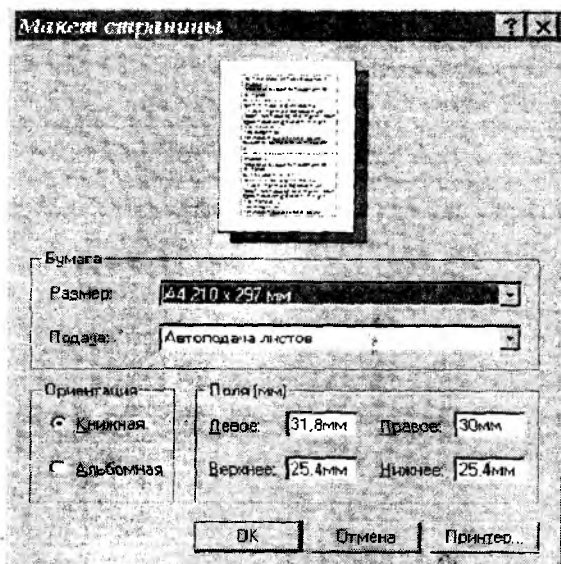 Макет страницы
Бумага
Размер: A4 210 x 297 мм
Подача: Автоподача листов
Ориентация
Книжная
Альбомная
Поля (мм)
Левое: 31,8мм Правое: 30мм
Верхнее: 25.4мм Нижнее: 25.4мм
OK Отмена Принтер...